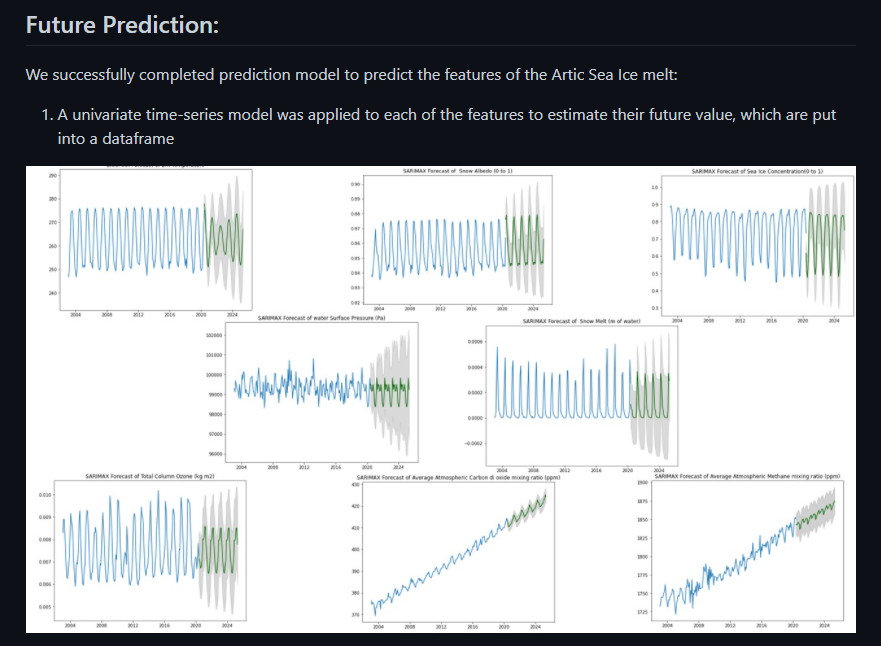 Future Prediction:
We successfully completed prediction model to predict the features of the Artic Sea Ice melt:
1. A univariate time-series model was applied to each of the features to estimate their future value, which are put
into a dataframe
290
280
270
260
250
240
2004 2008 2012 2016 2020 2024
SARIMAX Forecast of Snow Albedo (0 to 1)
0.90
0.89
0.88
0.87
0.86
0.85
0.84
0.83
0.82
2004 2008 2012 2016 2020 2024
SARIMAX Forecast of Sea Ice Concentration(0 to 1)
1.0
0.9
0.8
0.7
0.6
0.5
0.4
0.3
2004 2008 2012 2016 2020 2024
SARIMAX Forecast of water Surface Pressure (Pa)
102000
101000
100000
99000
98000
97000
96000
2004 2008 2012 2016 2020 2024
SARIMAX Forecast of Snow Melt (m of water)
0.0006
0.0004
0.0002
0.0000
−0.0002
2004 2008 2012 2016 2020 2024
SARIMAX Forecast of Total Column Ozone (kg m2)
0.010
0.009
0.008
0.007
0.006
0.005
2004 2008 2012 2016 2020 2024
SARIMAX Forecast of Average Atmospheric Carbon di oxide mixing ratio (ppm)
430
420
410
400
390
380
370
2004 2008 2012 2016 2020 2024
SARIMAX Forecast of Average Atmospheric Methane mixing ratio (ppm)
1900
1875
1850
1825
1800
1775
1750
1725
2004 2008 2012 2016 2020 2024